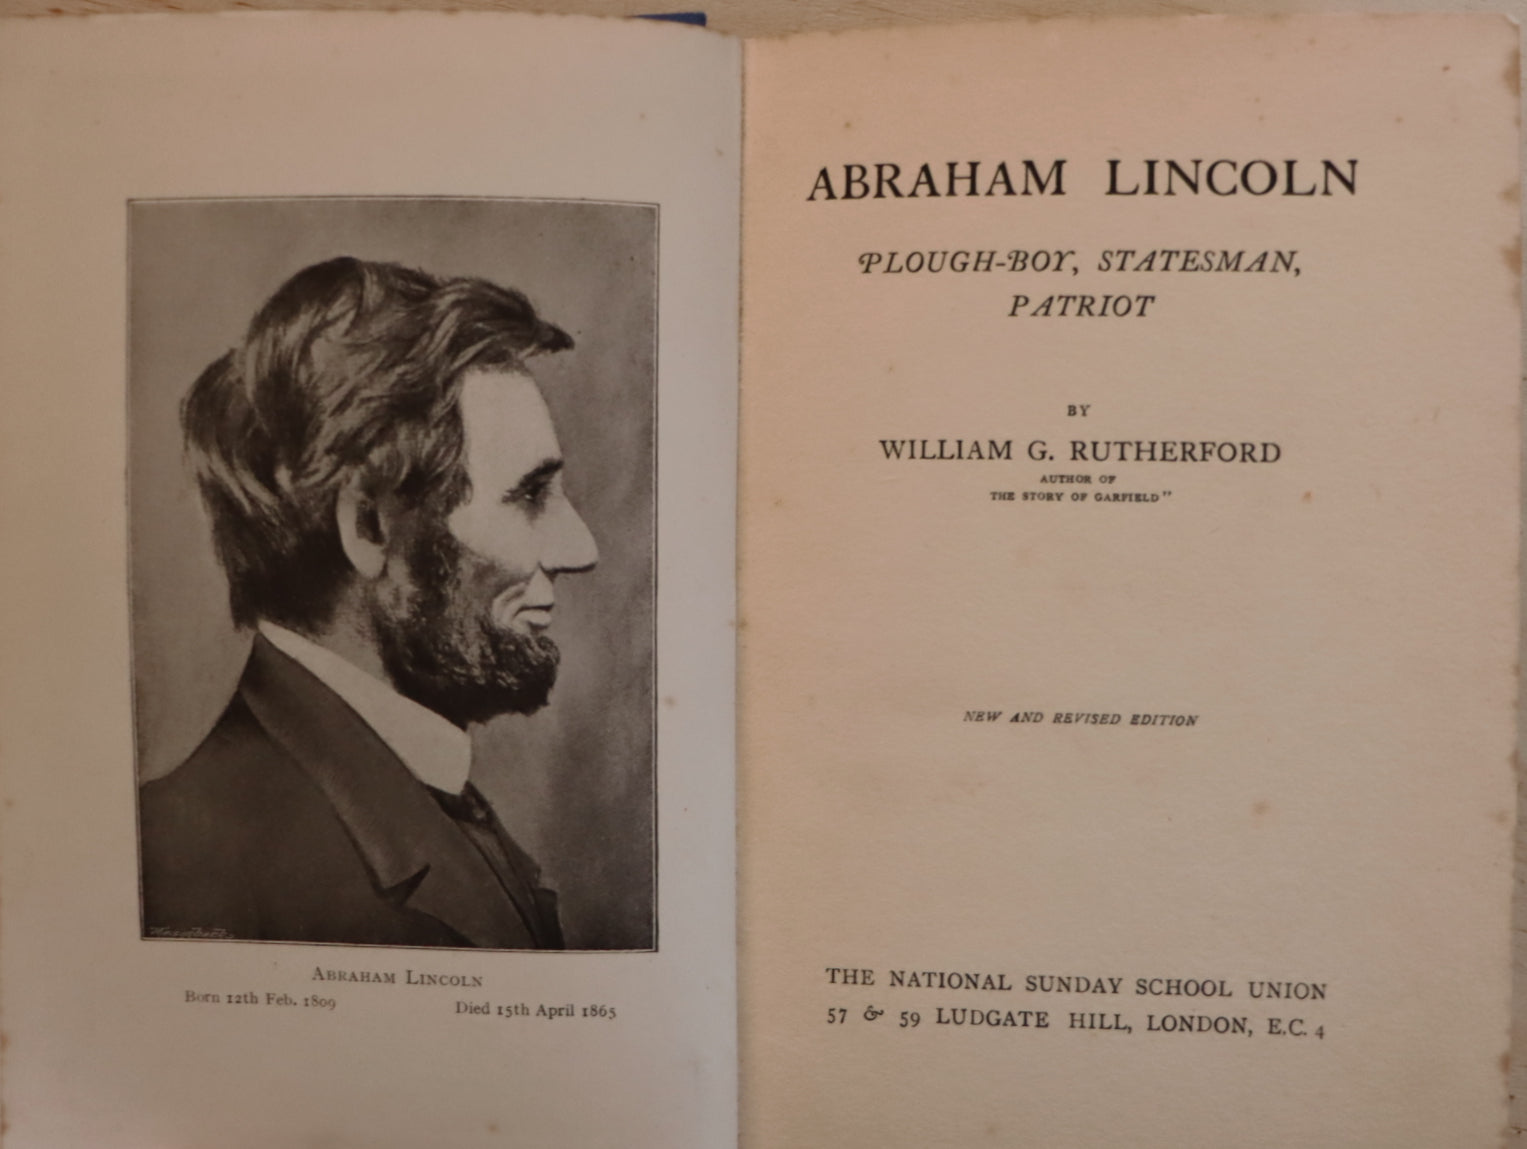 ABRAHAM LINCOLN
Born 12th Feb. 1809 Died 15th April 1865
ABRAHAM LINCOLN
PLOUGH-BOY, STATESMAN,
PATRIOT
BY
WILLIAM G. RUTHERFORD
AUTHOR OF
THE STORY OF GARFIELD”
NEW AND REVISED EDITION
THE NATIONAL SUNDAY SCHOOL UNION
57 & 59 LUDGATE HILL, LONDON, E.C. 4